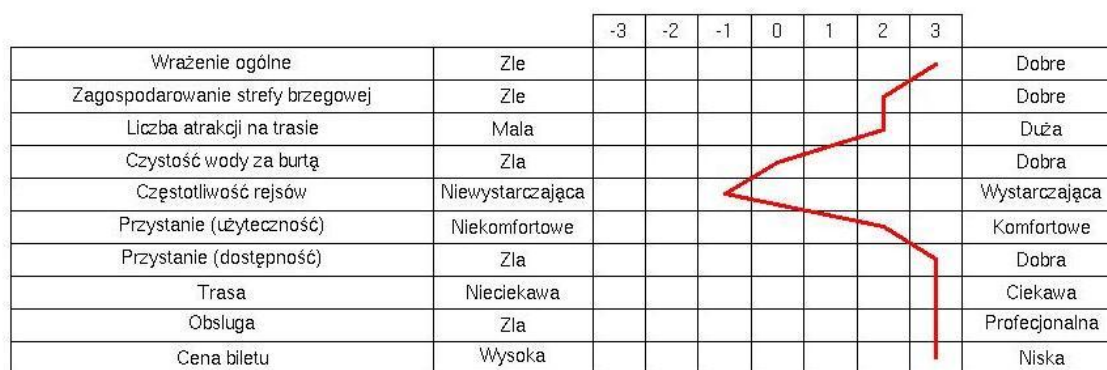 -3 -2 -1 0 1 2 3
Wrażenie ogólne Zle Dobre
Zagospodarowanie strefy brzegowej Zle Dobre
Liczba atrakcji na trasie Mala Duża
Czystość wody za burtą Zla Dobra
Częstotliwość rejsów Niewystarczająca Wystarczająca
Przystanie (użyteczność) Niekomfortowe Komfortowe
Przystanie (dostępność) Zla Dobra
Trasa Nieciekawa Ciekawa
Obsluga Zla Profecjonalna
Cena biletu Wysoka Niska